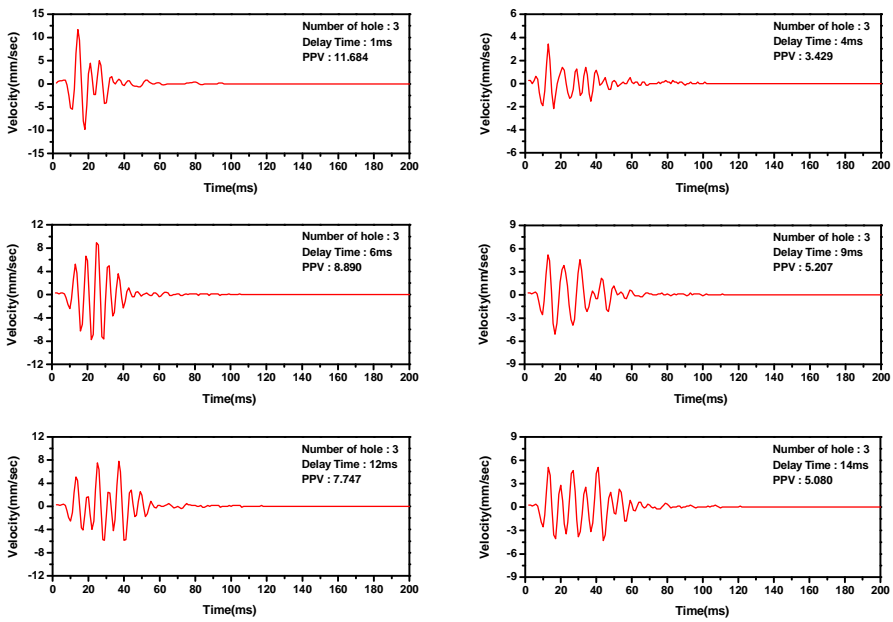 Number of hole : 3
Delay Time : 1ms
PPV : 11.684
Velocity(mm/sec)
15
10
5
0
-5
-10
-15
0 20 40 60 80 100 120 140 160 180 200
Time(ms)
Number of hole : 3
Delay Time : 4ms
PPV : 3.429
Velocity(mm/sec)
6
4
2
0
-2
-4
-6
0 20 40 60 80 100 120 140 160 180 200
Time(ms)
Number of hole : 3
Delay Time : 6ms
PPV : 8.890
Velocity(mm/sec)
12
8
4
0
-4
-8
-12
0 20 40 60 80 100 120 140 160 180 200
Time(ms)
Number of hole : 3
Delay Time : 9ms
PPV : 5.207
Velocity(mm/sec)
9
6
3
0
-3
-6
-9
0 20 40 60 80 100 120 140 160 180 200
Time(ms)
Number of hole : 3
Delay Time : 12ms
PPV : 7.747
Velocity(mm/sec)
12
8
4
0
-4
-8
-12
0 20 40 60 80 100 120 140 160 180 200
Time(ms)
Number of hole : 3
Delay Time : 14ms
PPV : 5.080
Velocity(mm/sec)
9
6
3
0
-3
-6
-9
0 20 40 60 80 100 120 140 160 180 200
Time(ms)